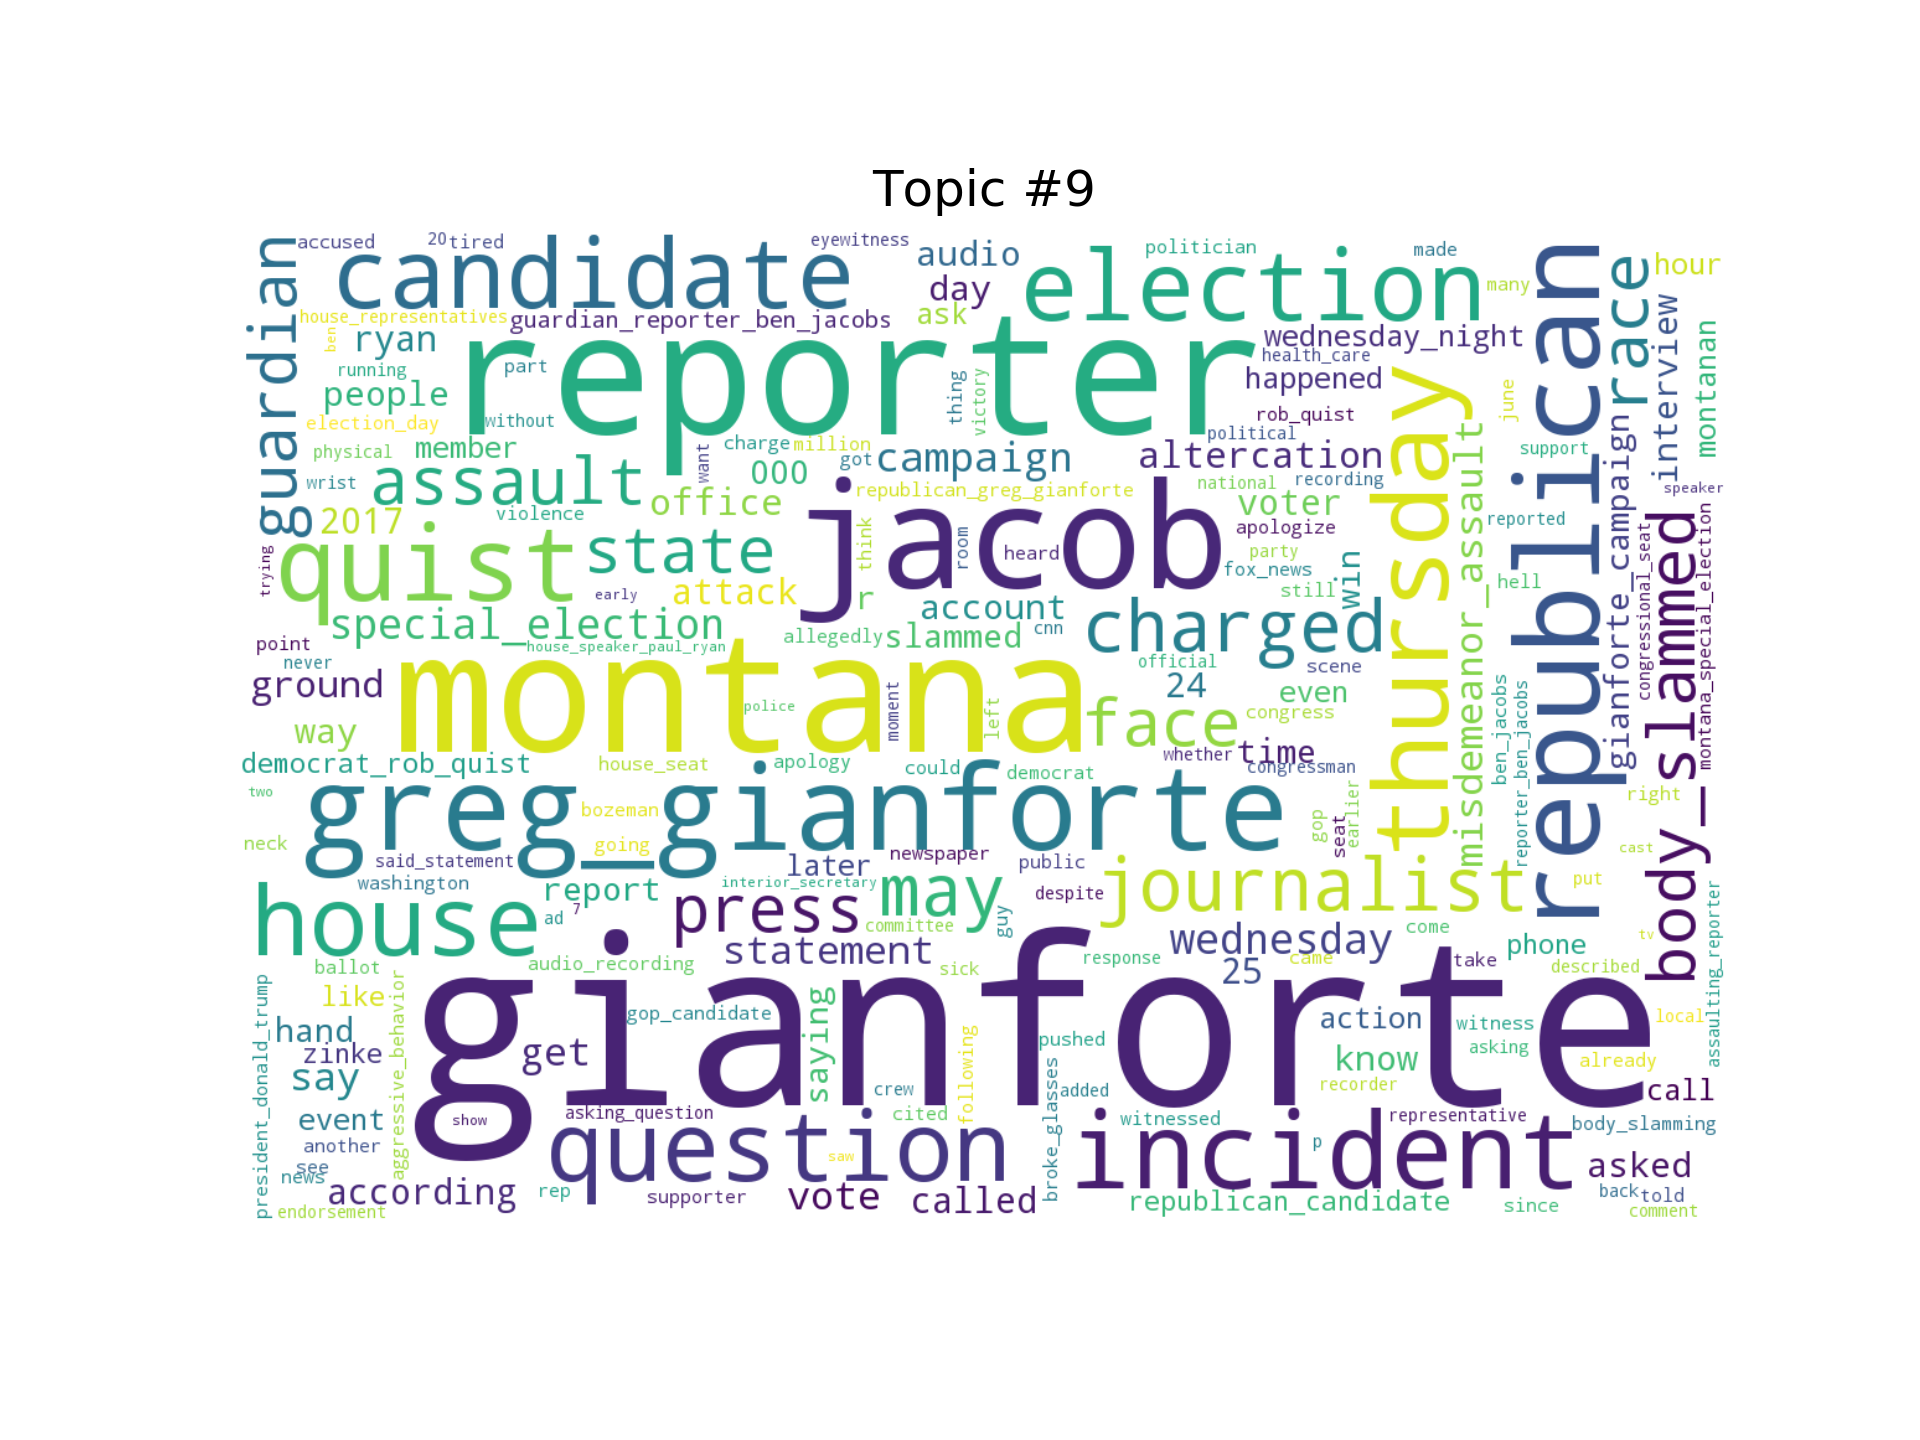 Topic #9
accused
20
tired
eyewitness
politician
made
candidate
audio
election
hour
day
many
guardian
race
republican
house_representatives
guardian_reporter_ben_jacobs
ask
wednesday_night
interview
montanan
ben
ryan
reporter
health_care
running
part
people
thing
victory
happened
june
thursday
election_day
without
rob_quist
political
physical
member
want
charge
million
got
campaign
altercation
support
gianforte_campaign
wrist
assault
000
national
recording
misdemeanor_assault
speaker
2017
violence
office
republican_greg_gianforte
voter
reported
jacob
apologize
trying
quist
state
think
room
heard
party
fox_news
win
congressional_seat
montana_special_election
body_slammed
early
attack
r
account
still
hell
special_election
allegedly
slammed
cnn
charged
point
house_speaker_paul_ryan
never
official
scene
ground
montana
24
even
ben_jacobs
reporter_ben_jacobs
police
moment
left
face
congress
way
democrat_rob_quist
house_seat
apology
could
democrat
whether
time
congressman
two
greg_gianforte
bozeman
gop
seat
earlier
right
neck
going
said_statement
later
newspaper
public
cast
washington
report
interior_secretary
may
despite
journalist
put
house
ad
7
press
committee
guy
assaulting_reporter
statement
wednesday
come
phone
tv
ballot
audio_recording
sick
response
25
came
take
described
president_donald_trump
aggressive_behavior
like
gianforte
hand
gop_candidate
saying
following
action
witness
local
zinke
get
pushed
know
asking
already
say
crew
broke_glasses
added
recorder
call
event
show
asking_question
cited
witnessed
representative
body_slamming
another
question
incident
p
see
news
saw
asked
according
rep
supporter
vote
called
republican_candidate
since
back
told
endorsement
comment